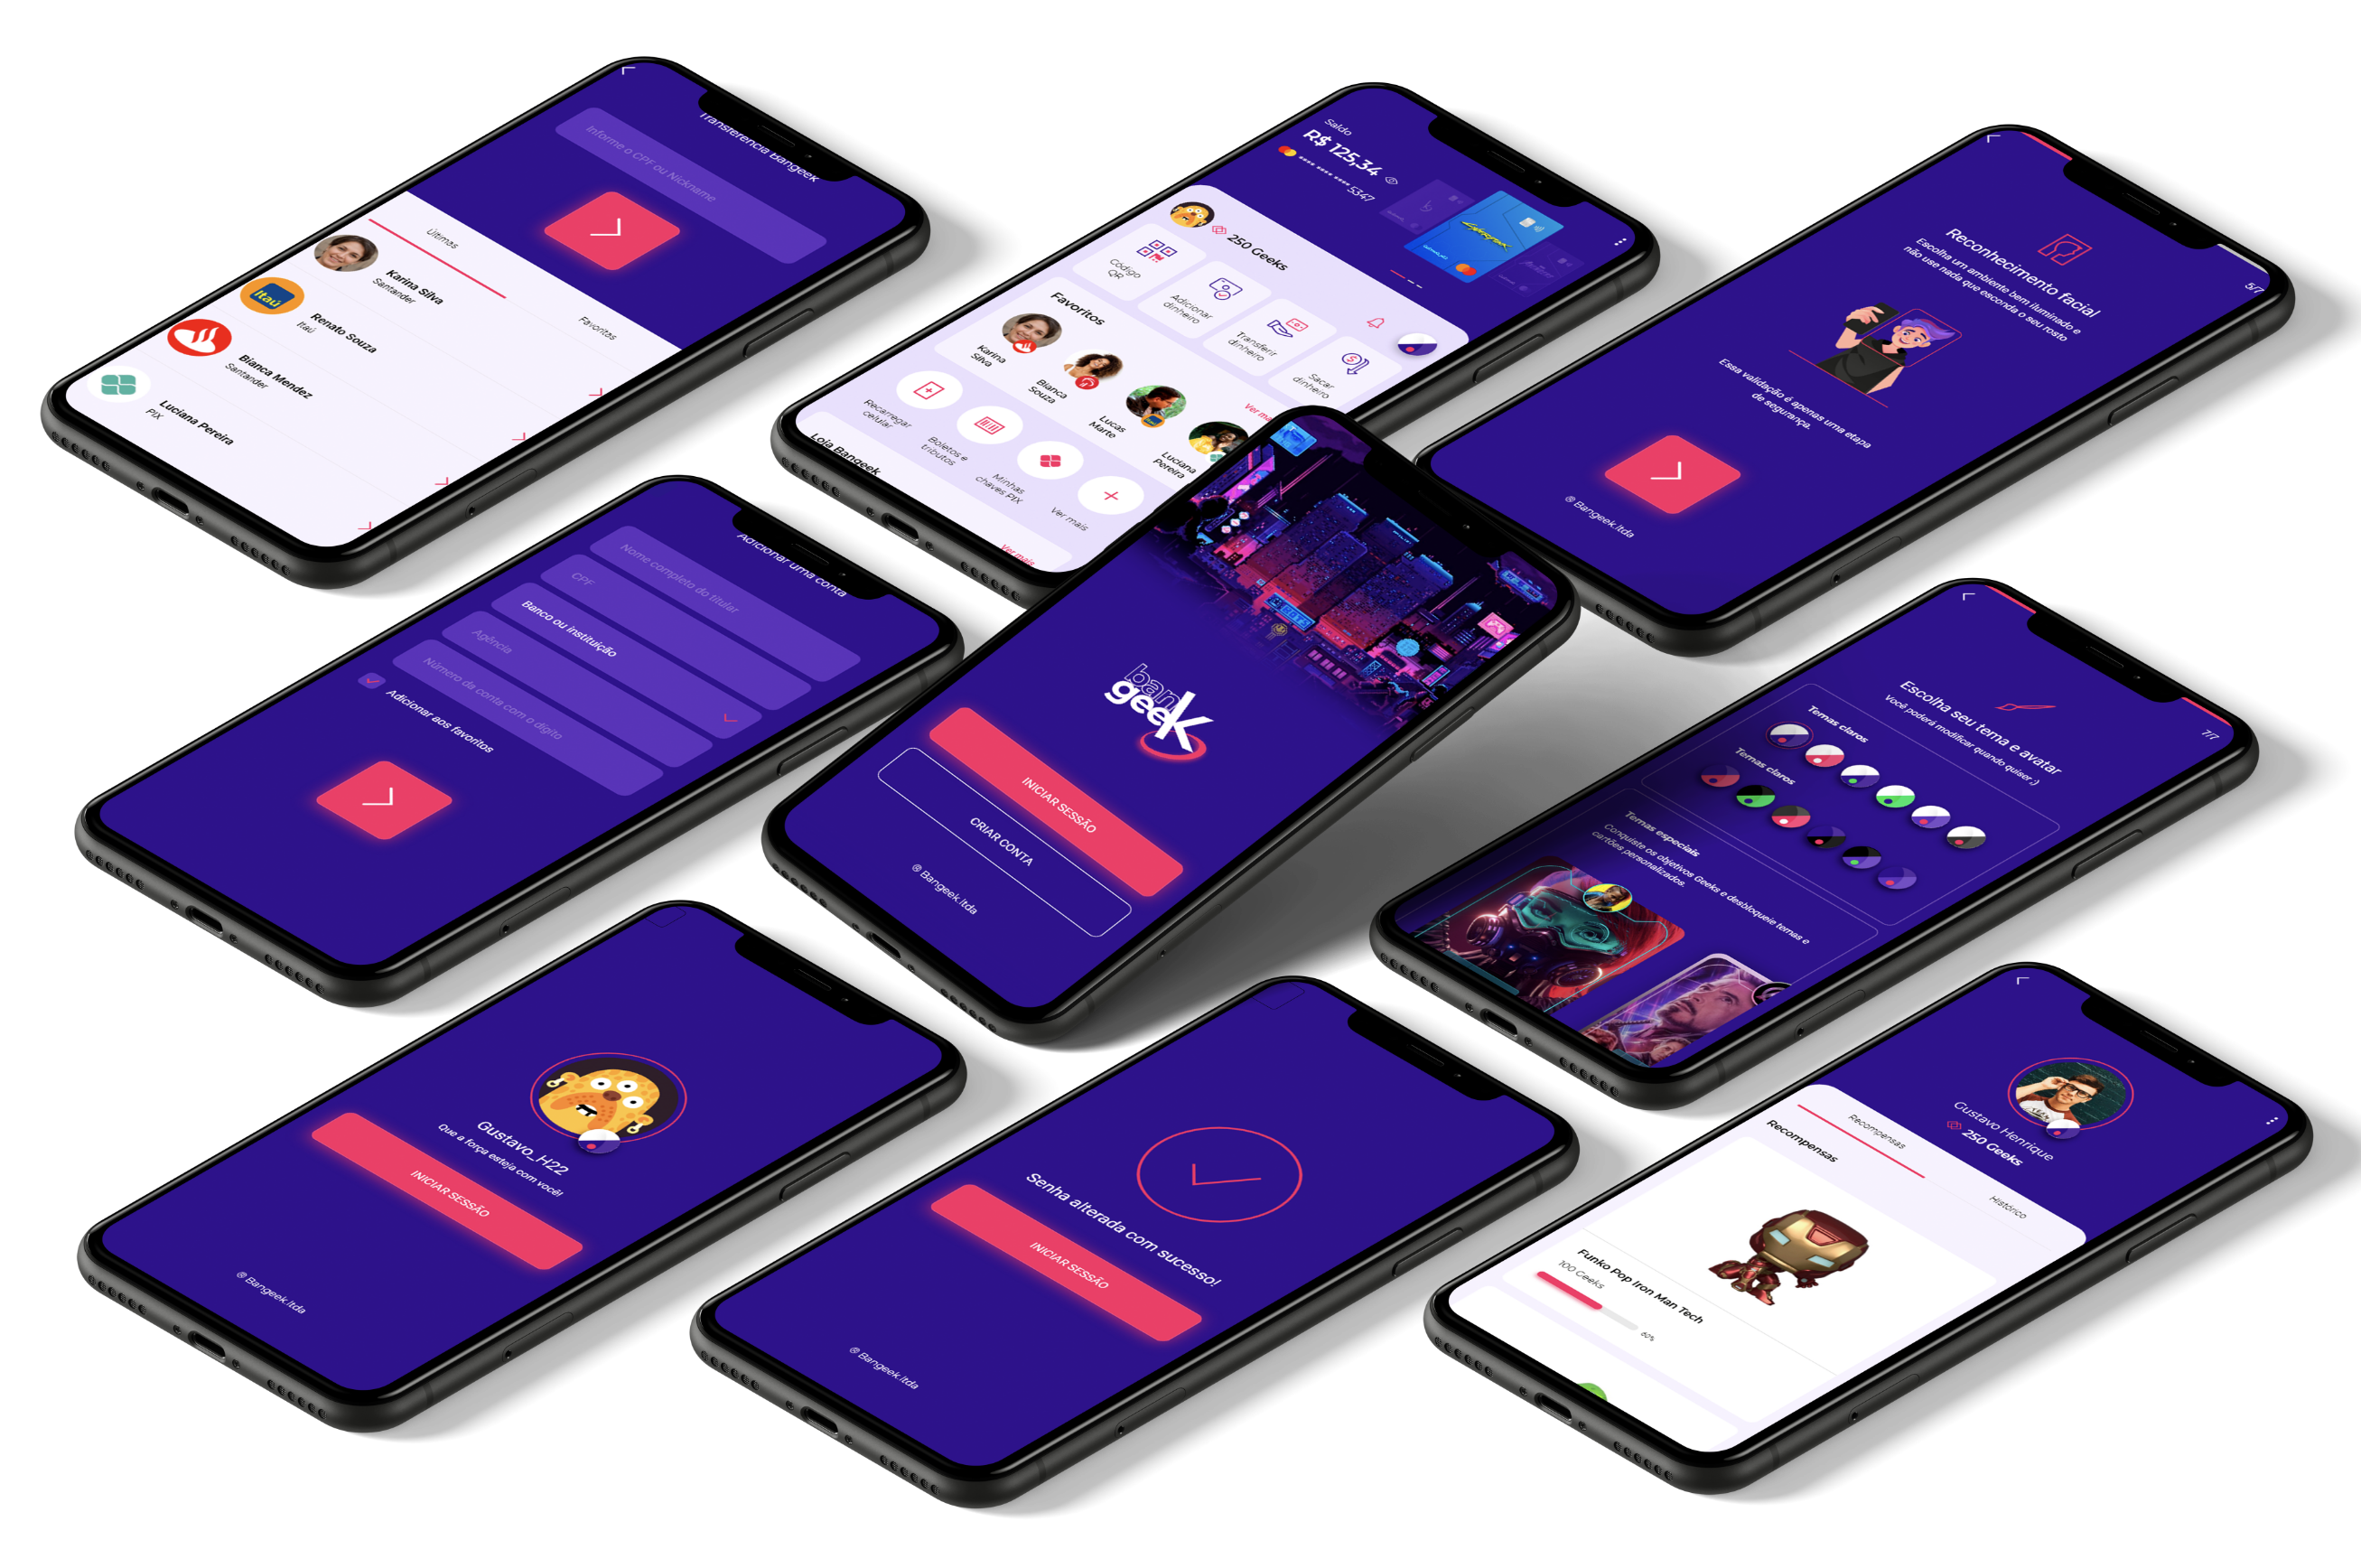 Transferência Bangeek
Informe o CPF ou Nickname
Últimas
Favoritas
Karina Silva
Santander
Itaú
Renato Souza
Itaú
Bianca Mendez
Santander
Luciana Pereira
PIX
Saldo
R$ 125,34
**** **** **** 5347
Cyberpunk
250 Geeks
Código
QR
Adicionar
dinheiro
Transferir
dinheiro
Sacar
dinheiro
Favoritos
Ver mais
Karina
Silva
Bianca
Souza
Lucas
Marte
Luciana
Pereira
Recarregar
celular
Boletos e
tributos
Minhas
chaves PIX
Ver mais
Loja Bangeek
Ver mais
5/7
Reconhecimento facial
Escolha um ambiente bem iluminado e
não use nada que esconda o seu rosto
Essa validação é apenas uma etapa
de segurança.
® Bangeek.ltda
Adicionar uma conta
Nome completo do titular
CPF
Banco ou instituição
Agência
Número da conta com o dígito
Adicionar aos favoritos
ban
geek
INICIAR SESSÃO
CRIAR CONTA
® Bangeek.ltda
7/7
Escolha seu tema e avatar
Você poderá modificar quando quiser ;)
Temas claros
Temas claros
Temas especiais
Conquiste os objetivos Geeks e desbloqueie temas e
cartões personalizados.
Gustavo_H22
Que a força esteja com você!
INICIAR SESSÃO
® Bangeek.ltda
Senha alterada com sucesso!
INICIAR SESSÃO
® Bangeek.ltda
Gustavo Henrique
250 Geeks
Recompensas
Histórico
Recompensas
Funko Pop Iron Man Tech
100 Geeks
60%